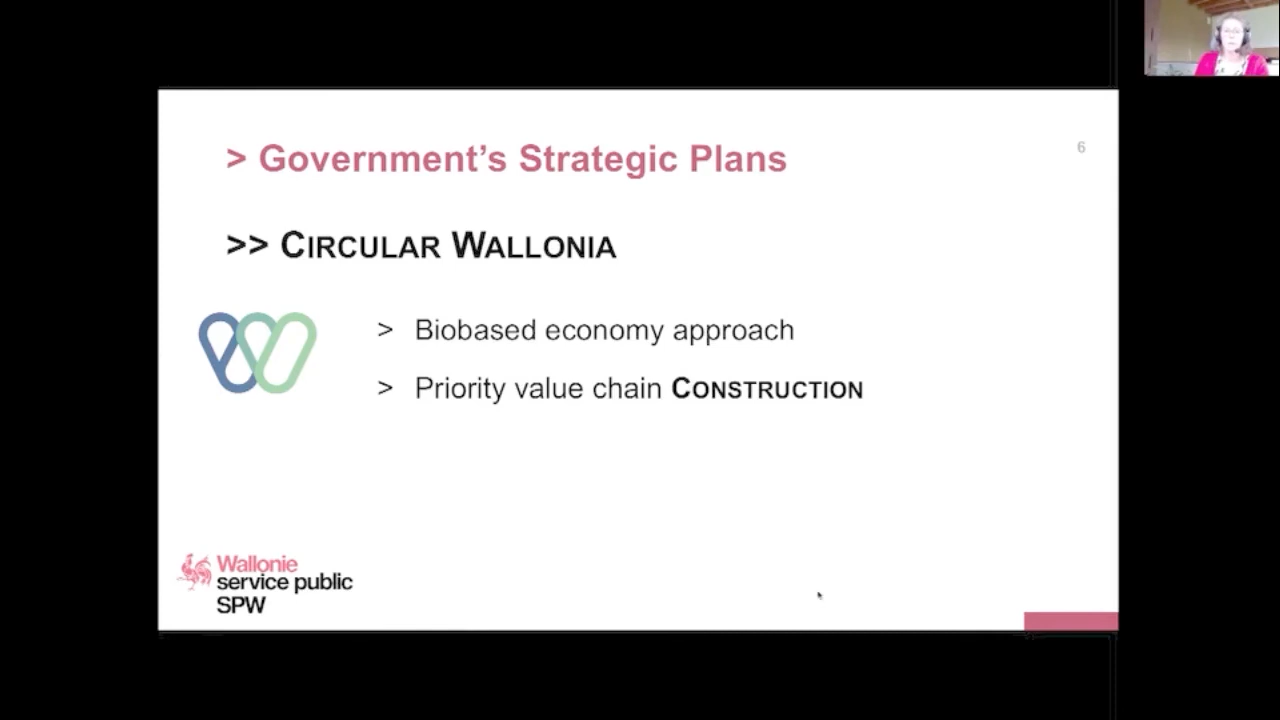 > Government’s Strategic Plans
6
>> CIRCULAR WALLONIA
> Biobased economy approach
> Priority value chain CONSTRUCTION
Wallonie
service public
SPW